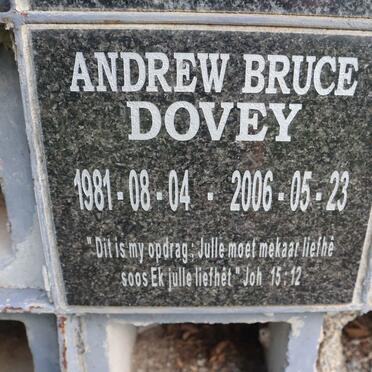 ANDREW BRUCE
DOVEY
1981 - 08 - 04 - 2006 - 05 - 23
" Dit is my opdrag ; Julle moet mekaar liefhê
soos Ek julle liefhêt " Joh 15 : 12